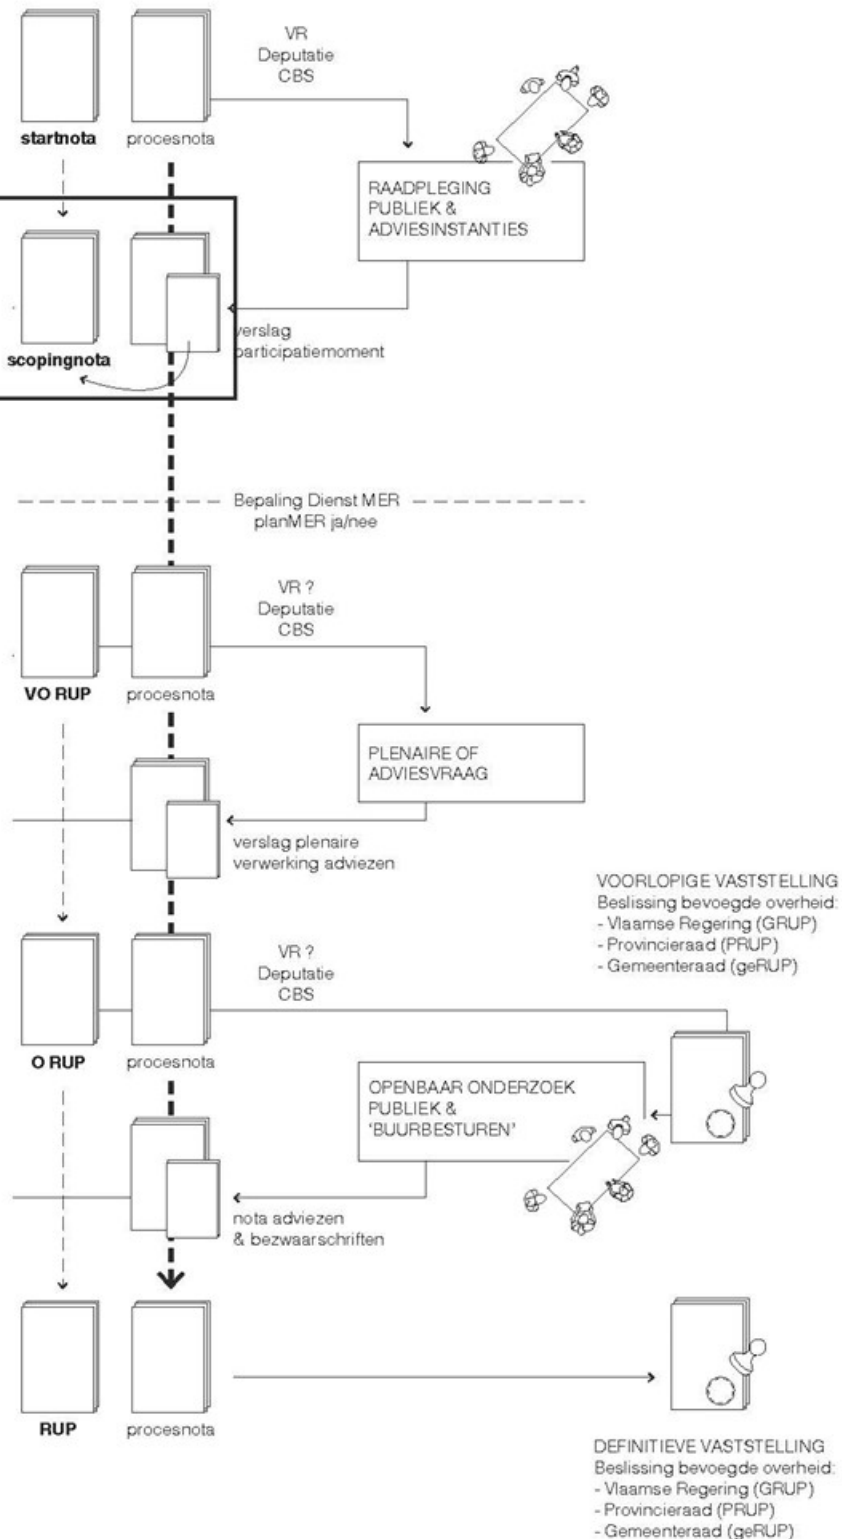 VR
Deputatie
CBS
startnota
procesnota
RAADPLEGING
PUBLIEK &
ADVIESINSTANTIES
scopingnota
verslag
participatiemoment
Bepaling Dienst MER
planMER ja/nee
VR ?
Deputatie
CBS
VO RUP
procesnota
PLENAIRE OF
ADVIESVRAAG
verslag plenaire
verwerking adviezen
VOORLOPIGE VASTSTELLING
Beslissing bevoegde overheid:
- Vlaamse Regering (GRUP)
- Provincieraad (PRUP)
- Gemeenteraad (geRUP)
VR ?
Deputatie
CBS
O RUP
procesnota
OPENBAAR ONDERZOEK
PUBLIEK &
‘BUURBESTUREN’
nota adviezen
& bezwaarschriften
RUP
procesnota
DEFINITIEVE VASTSTELLING
Beslissing bevoegde overheid:
- Vlaamse Regering (GRUP)
- Provincieraad (PRUP)
- Gemeenteraad (geRUP)